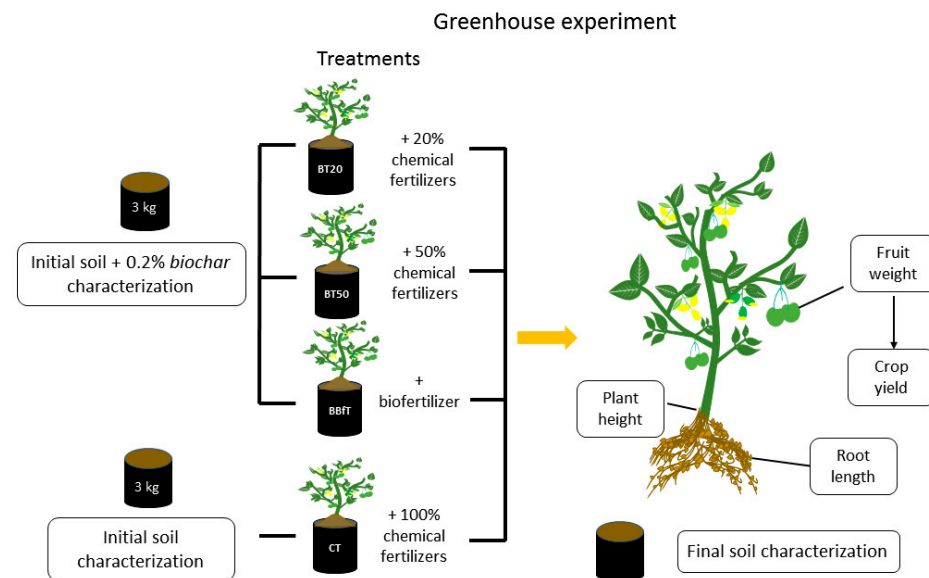 Greenhouse experiment
Treatments
BT20
+ 20%
chemical
fertilizers
3 kg
Initial soil + 0.2% biochar
characterization
BT50
+ 50%
chemical
fertilizers
BBfT
+
biofertilizer
3 kg
Initial soil
characterization
CT
+ 100%
chemical
fertilizers
Fruit
weight
Crop
yield
Plant
height
Root
length
Final soil characterization